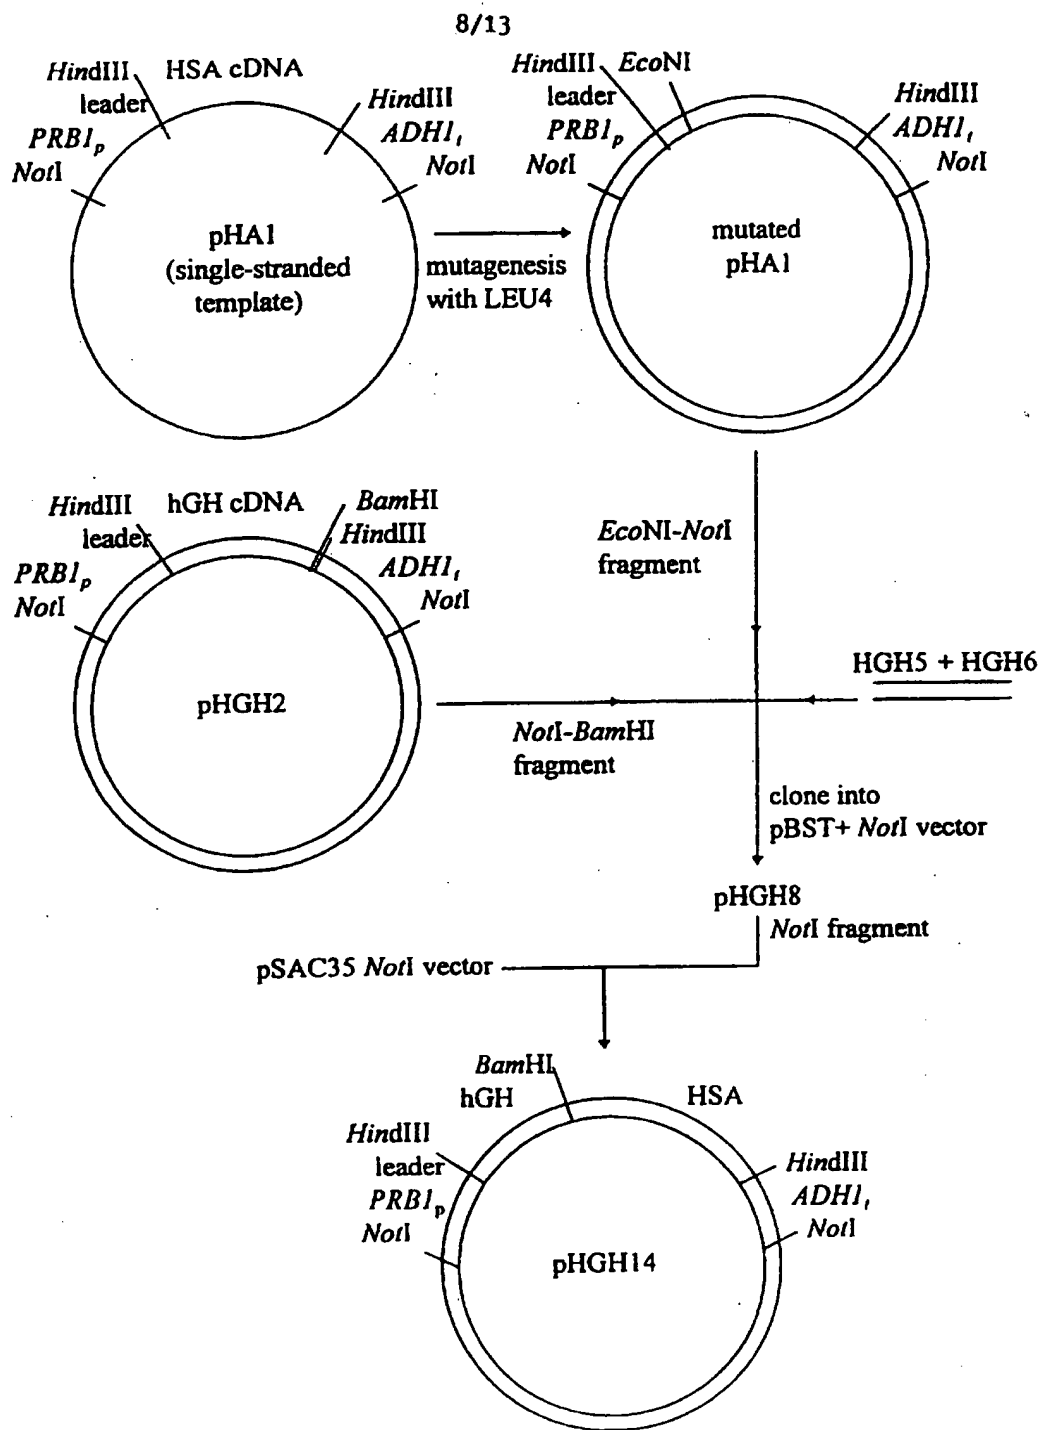 8/13
HindIII
HSA cDNA
leader
PRB1p
NotI
HindIII
ADH1t
NotI
pHA1
(single-stranded
template)
mutagenesis
with LEU4
HindIII
EcoNI
leader
PRB1p
NotI
HindIII
ADH1t
NotI
mutated
pHA1
HindIII
hGH cDNA
leader
PRB1p
NotI
BamHI
HindIII
ADH1t
NotI
pHGH2
EcoNI-NotI
fragment
HGH5 + HGH6
NotI-BamHI
fragment
clone into
pBST+ NotI vector
pHGH8
NotI fragment
pSAC35 NotI vector
BamHI
hGH
HSA
HindIII
leader
PRB1p
NotI
HindIII
ADH1t
NotI
pHGH14